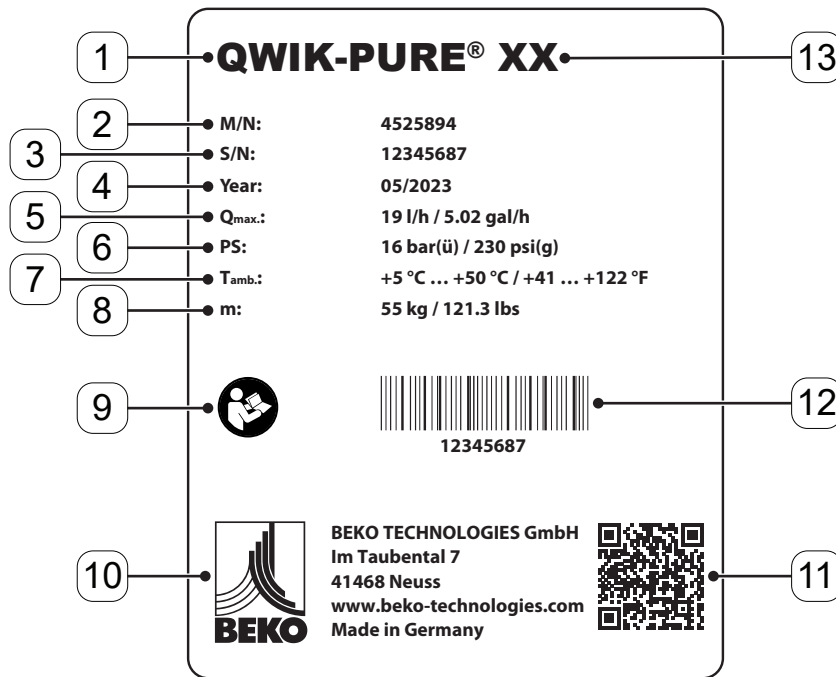 1 QWIK-PURE® XX 13
2 M/N: 4525894
3 S/N: 12345687
4 Year: 05/2023
5 Qmax.: 19 l/h / 5.02 gal/h
6 PS: 16 bar(ü) / 230 psi(g)
7 Tamb.: +5 °C … +50 °C / +41 … +122 °F
8 m: 55 kg / 121.3 lbs
9 12
12345687
BEKO TECHNOLOGIES GmbH
Im Taubental 7
10 11
41468 Neuss
www.beko-technologies.com
BEKO Made in Germany